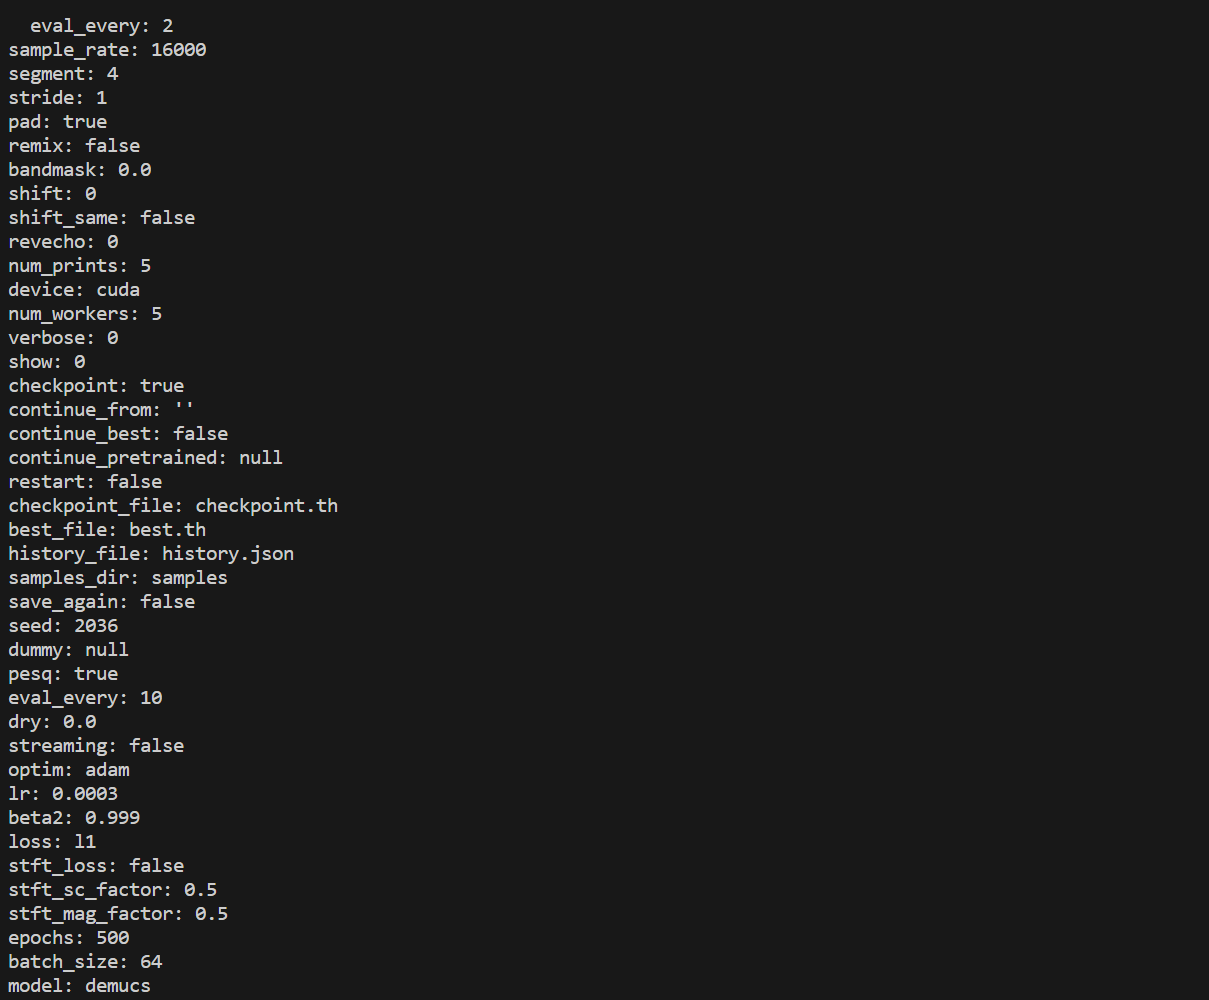 eval_every: 2
sample_rate: 16000
segment: 4
stride: 1
pad: true
remix: false
bandmask: 0.0
shift: 0
shift_same: false
revecho: 0
num_prints: 5
device: cuda
num_workers: 5
verbose: 0
show: 0
checkpoint: true
continue_from: ''
continue_best: false
continue_pretrained: null
restart: false
checkpoint_file: checkpoint.th
best_file: best.th
history_file: history.json
samples_dir: samples
save_again: false
seed: 2036
dummy: null
pesq: true
eval_every: 10
dry: 0.0
streaming: false
optim: adam
lr: 0.0003
beta2: 0.999
loss: l1
stft_loss: false
stft_sc_factor: 0.5
stft_mag_factor: 0.5
epochs: 500
batch_size: 64
model: demucs